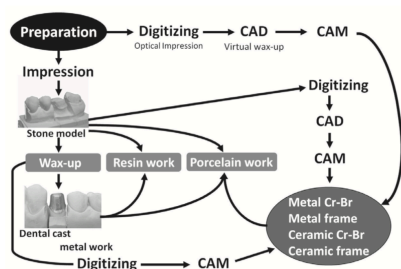 Preparation
Digitizing
CAD
CAM
Optical Impression
Virtual wax-up
Impression
Digitizing
Stone model
CAD
Wax-up
Resin work
Porcelain work
CAM
Metal Cr-Br
Metal frame
Ceramic Cr-Br
Ceramic frame
Dental cast
metal work
Digitizing
CAM